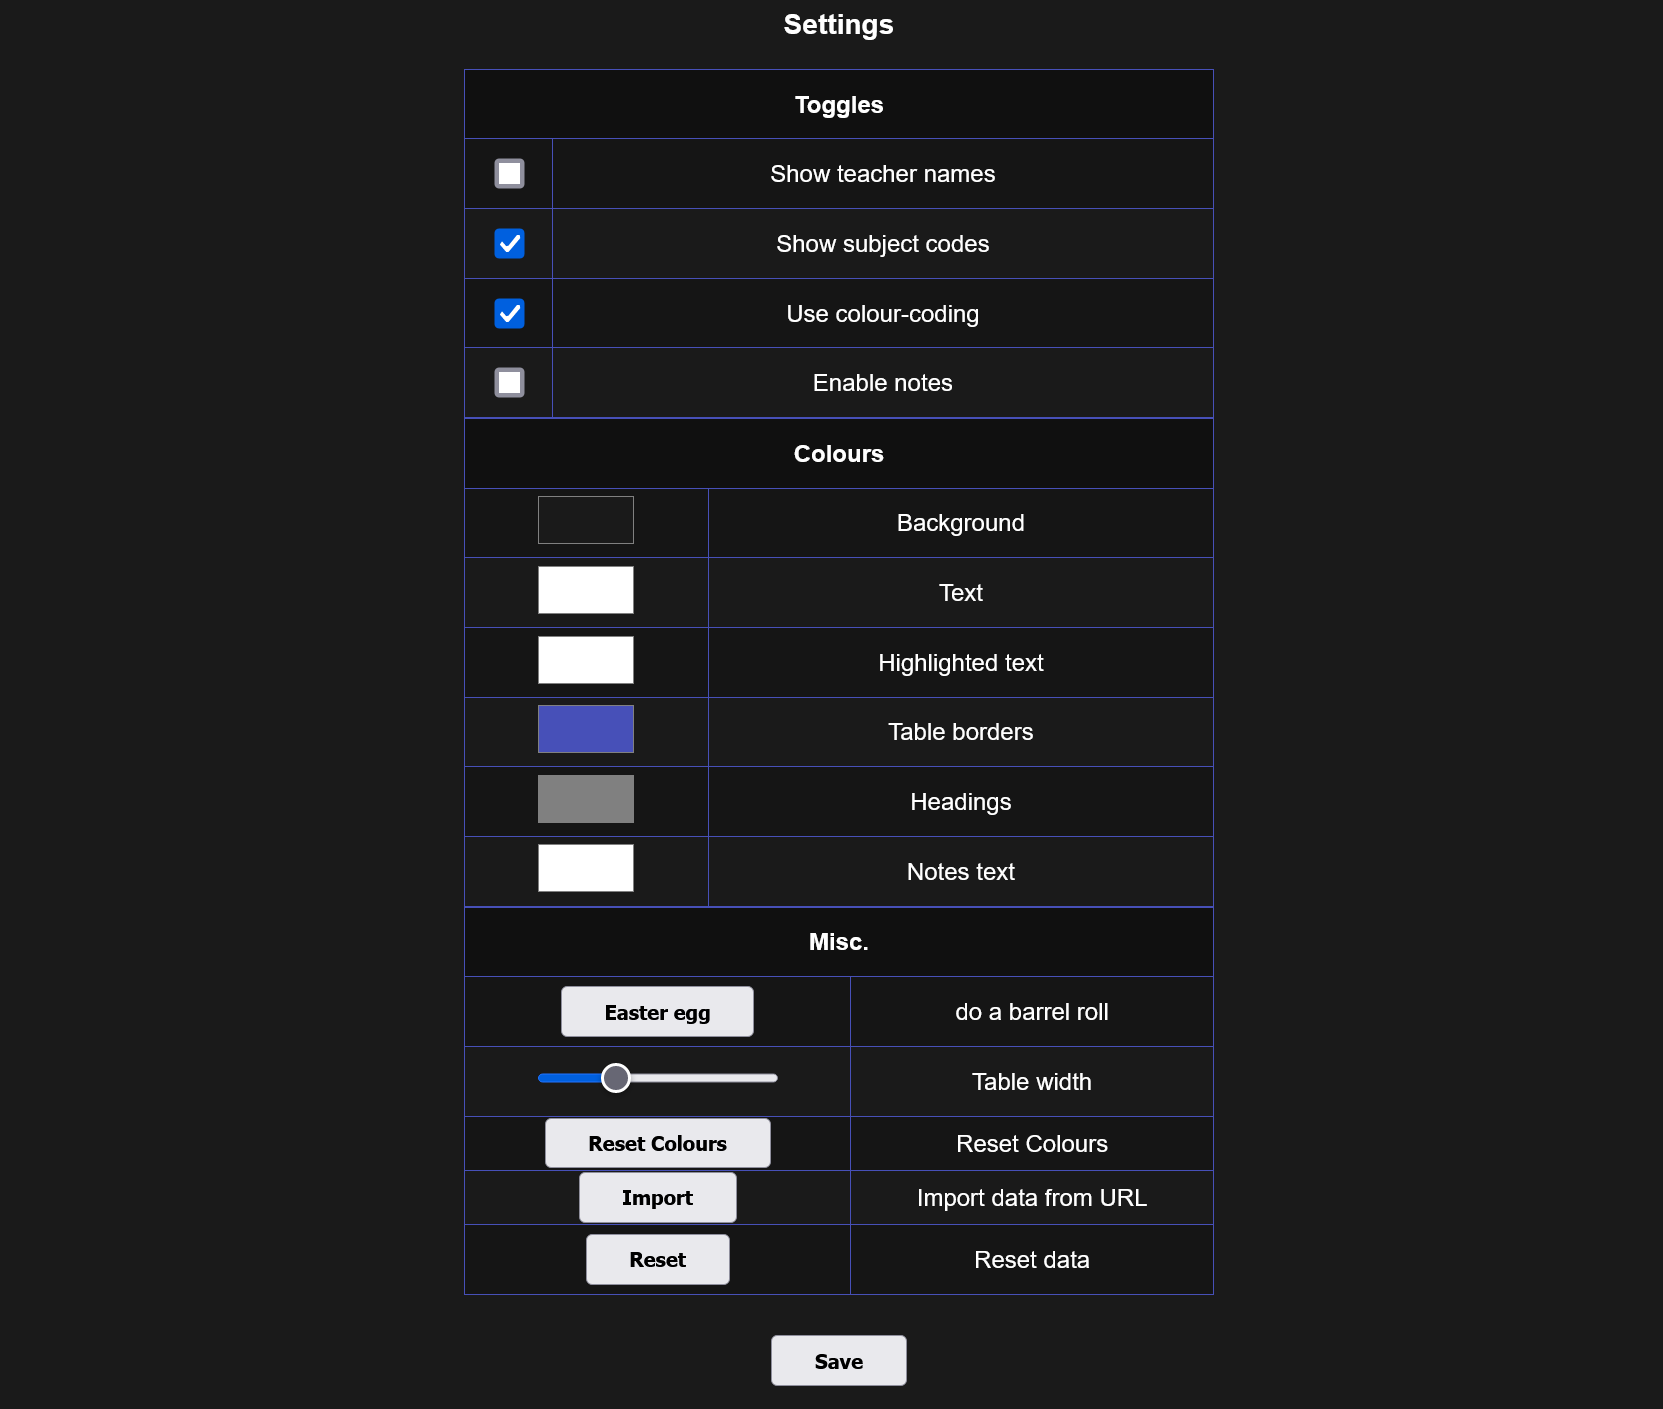 Settings
Toggles
Show teacher names
Show subject codes
Use colour-coding
Enable notes
Colours
Background
Text
Highlighted text
Table borders
Headings
Notes text
Misc.
Easter egg do a barrel roll
Table width
Reset Colours Reset Colours
Import Import data from URL
Reset Reset data
Save